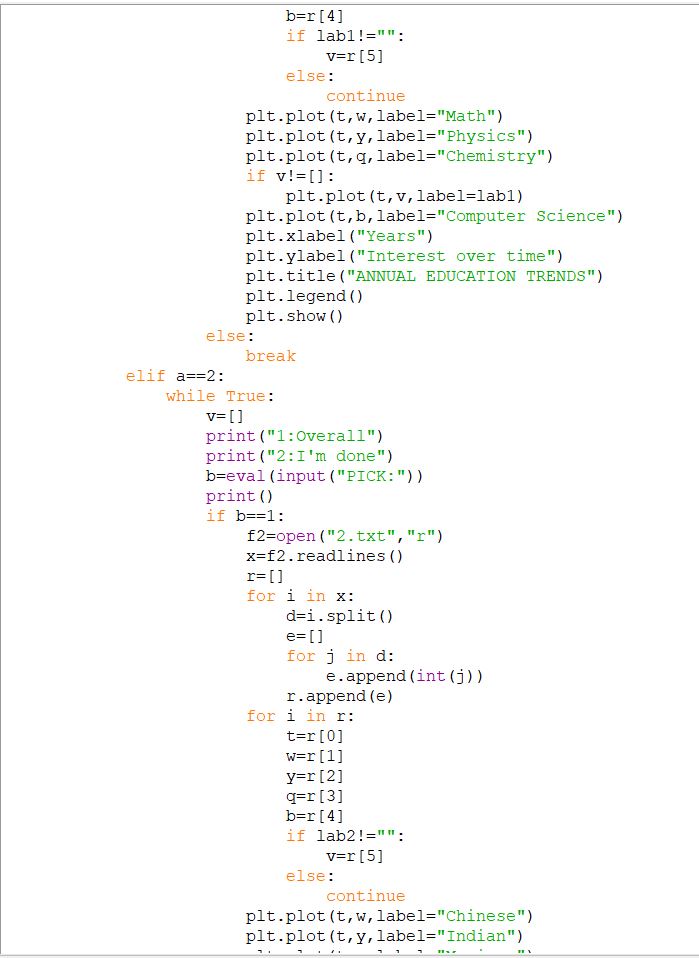 b=r[4]
if lab1!="":
v=r[5]
else:
continue
plt.plot(t,w,label="Math")
plt.plot(t,y,label="Physics")
plt.plot(t,q,label="Chemistry")
if v!=[]:
plt.plot(t,v,label=lab1)
plt.plot(t,b,label="Computer Science")
plt.xlabel("Years")
plt.ylabel("Interest over time")
plt.title("ANNUAL EDUCATION TRENDS")
plt.legend()
plt.show()
else:
break
elif a==2:
while True:
v=[]
print("1:Overall")
print("2:I'm done")
b=eval(input("PICK:"))
print()
if b==1:
f2=open("2.txt","r")
x=f2.readlines()
r=[]
for i in x:
d=i.split()
e=[]
for j in d:
e.append(int(j))
r.append(e)
for i in r:
t=r[0]
w=r[1]
y=r[2]
q=r[3]
b=r[4]
if lab2!="":
v=r[5]
else:
continue
plt.plot(t,w,label="Chinese")
plt.plot(t,y,label="Indian")